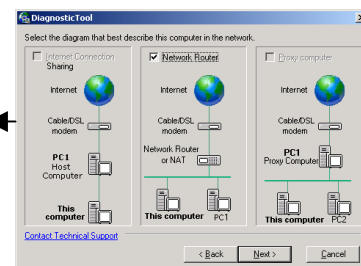 DiagnosticTool
Select the diagram that best describe this computer in the network.
Internet Connection
Sharing
Internet
Cable/DSL
modem
PC1
Host
Computer
This
computer
Network Router
Internet
Cable/DSL
modem
Network Router
or NAT
This computer
PC1
Proxy computer
Internet
Cable/DSL
modem
PC1
Proxy Computer
This computer
PC2
Contact Technical Support
< Back
Next >
Cancel